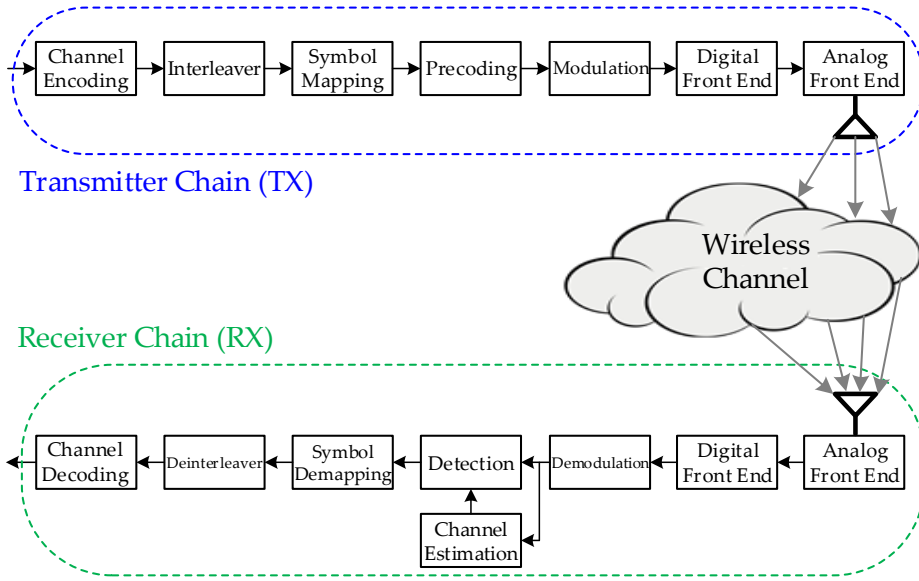 Channel
Encoding
Interleaver
Symbol
Mapping
Precoding
Modulation
Digital
Front End
Analog
Front End
Transmitter Chain (TX)
Wireless
Channel
Receiver Chain (RX)
Channel
Decoding
Deinterleaver
Symbol
Demapping
Detection
Demodulation
Digital
Front End
Analog
Front End
Channel
Estimation